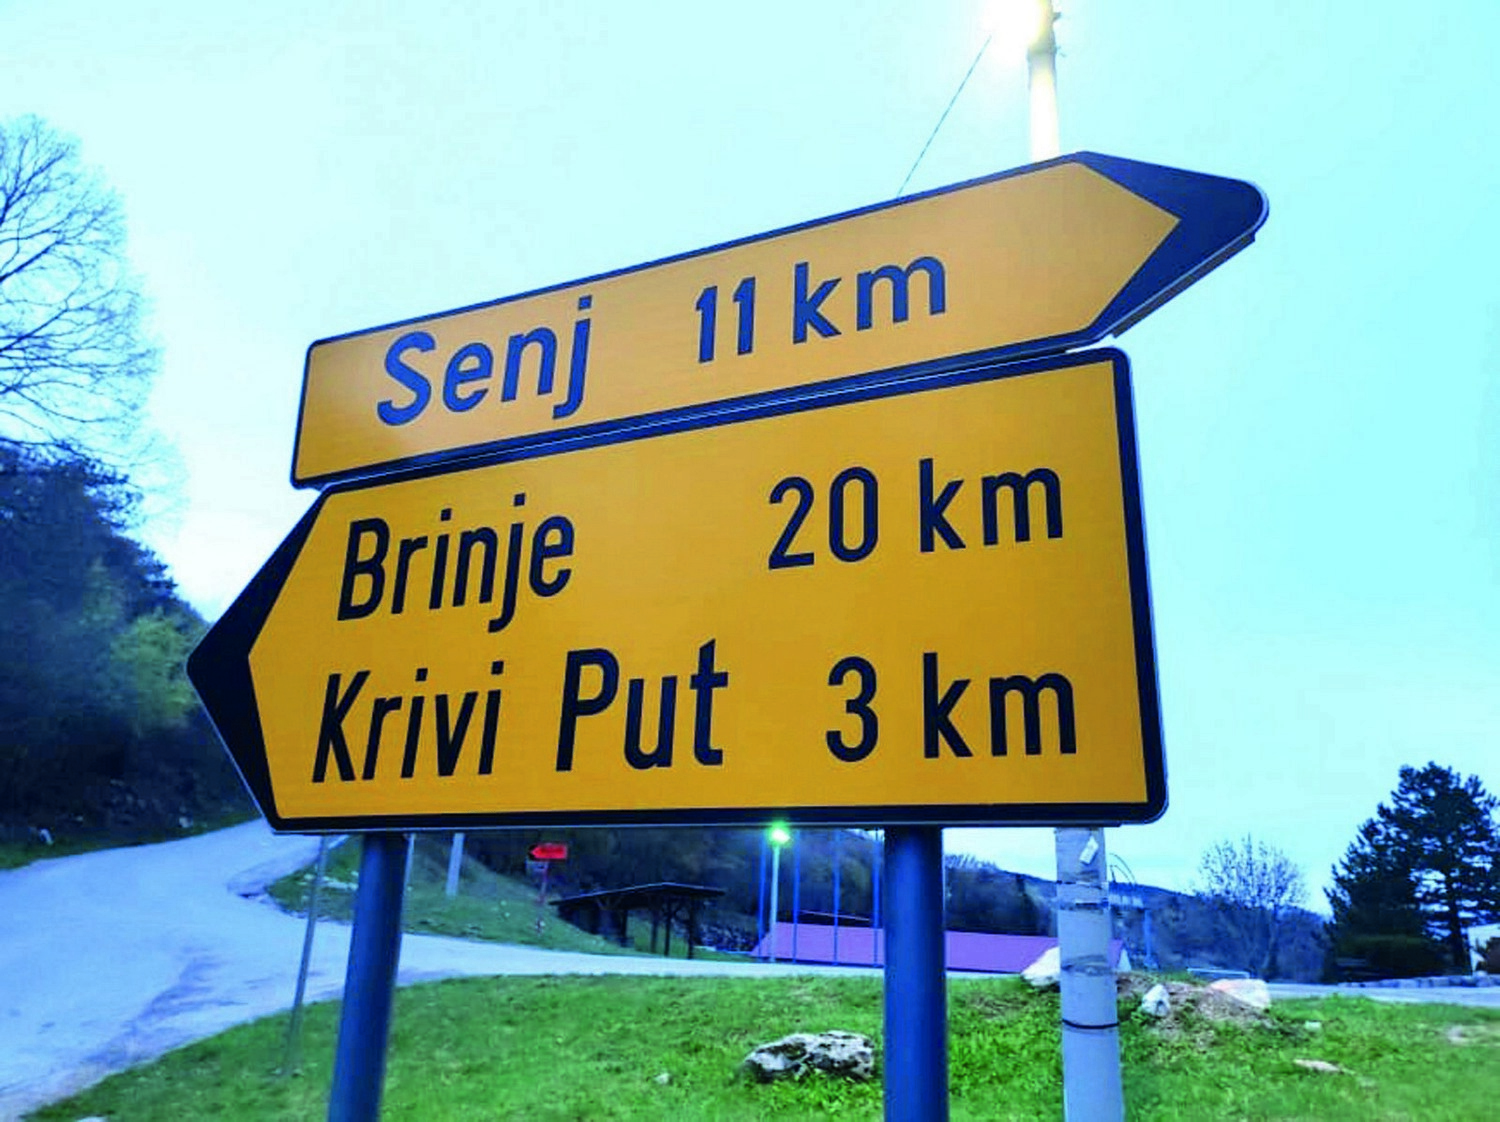 Senj 11 km
Brinje 20 km
Krivi Put 3 km